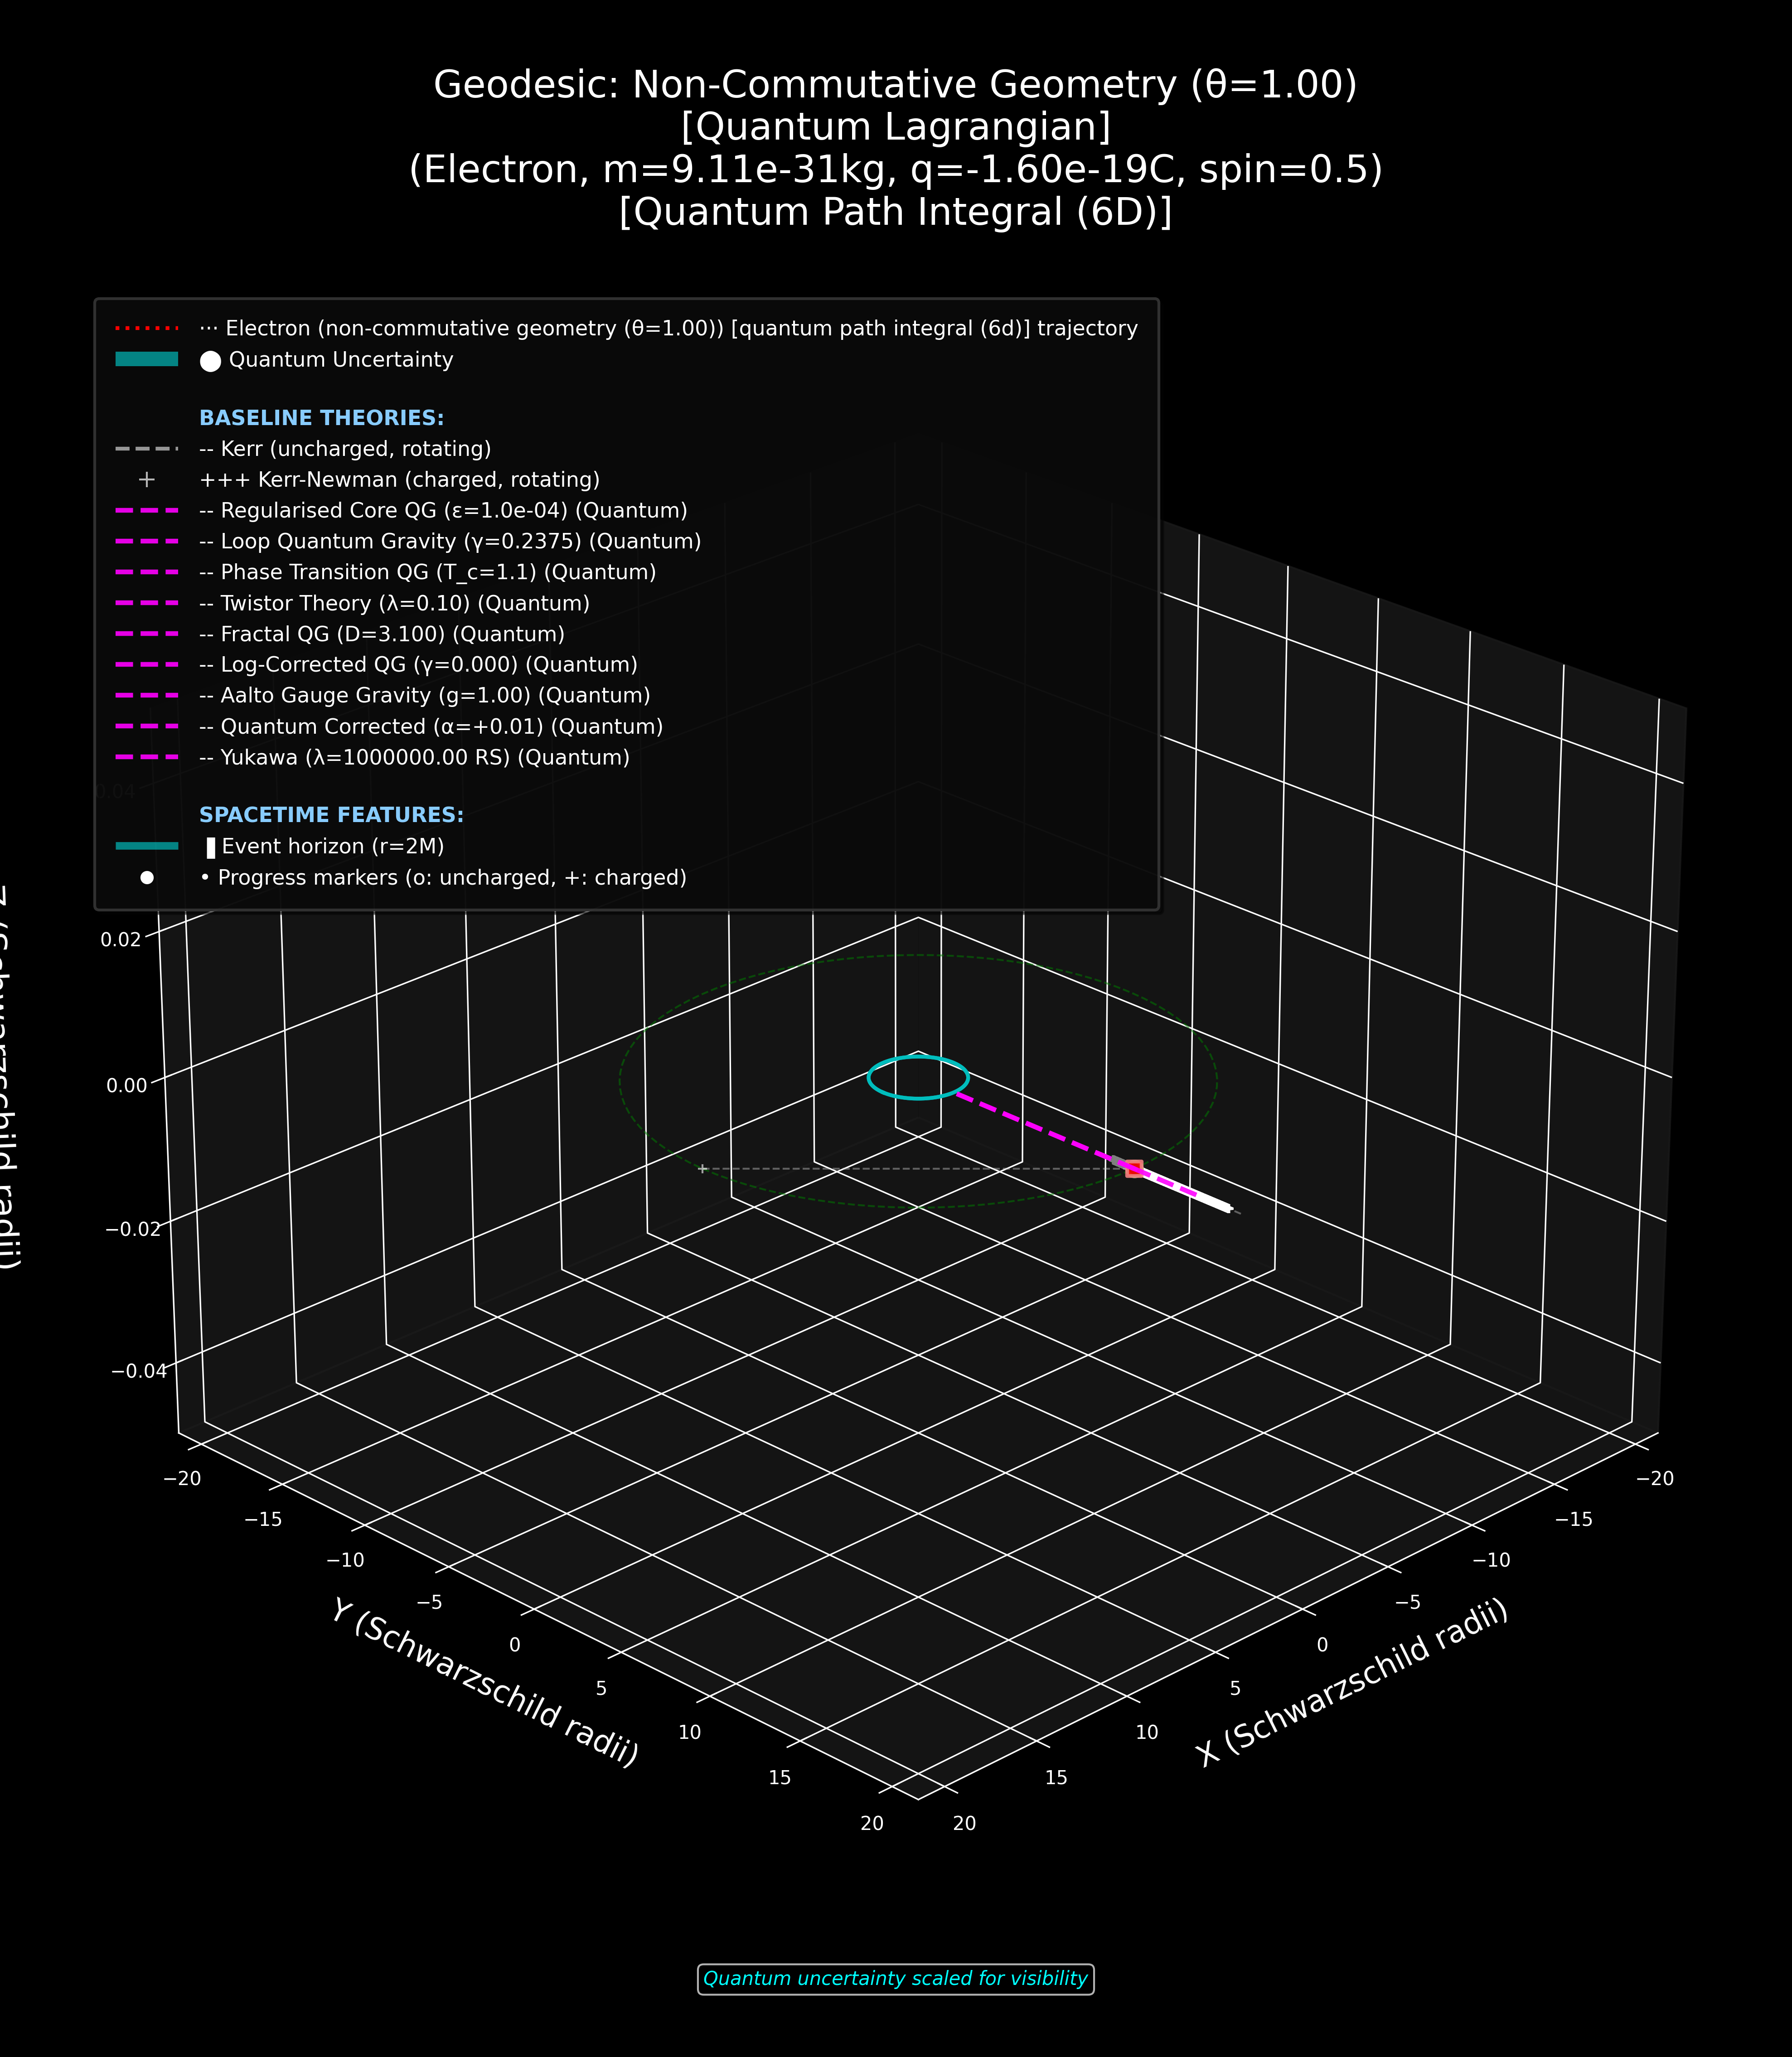 Geodesic: Non-Commutative Geometry (θ=1.00)
[Quantum Lagrangian]
(Electron, m=9.11e-31kg, q=-1.60e-19C, spin=0.5)
[Quantum Path Integral (6D)]
··· Electron (non-commutative geometry (θ=1.00)) [quantum path integral (6d)] trajectory
⬤ Quantum Uncertainty
BASELINE THEORIES:
-- Kerr (uncharged, rotating)
+++ Kerr-Newman (charged, rotating)
-- Regularised Core QG (ε=1.0e-04) (Quantum)
-- Loop Quantum Gravity (γ=0.2375) (Quantum)
-- Phase Transition QG (T_c=1.1) (Quantum)
-- Twistor Theory (λ=0.10) (Quantum)
-- Fractal QG (D=3.100) (Quantum)
-- Log-Corrected QG (γ=0.000) (Quantum)
-- Aalto Gauge Gravity (g=1.00) (Quantum)
-- Quantum Corrected (α=+0.01) (Quantum)
-- Yukawa (λ=1000000.00 RS) (Quantum)
SPACETIME FEATURES:
▐ Event horizon (r=2M)
• Progress markers (o: uncharged, +: charged)
0.04
0.02
0.00
−0.02
−0.04
Z (Schwarzschild radii)
−20
−15
−10
−5
0
5
10
15
20
Y (Schwarzschild radii)
−20
−15
−10
−5
0
5
10
15
20
X (Schwarzschild radii)
Quantum uncertainty scaled for visibility